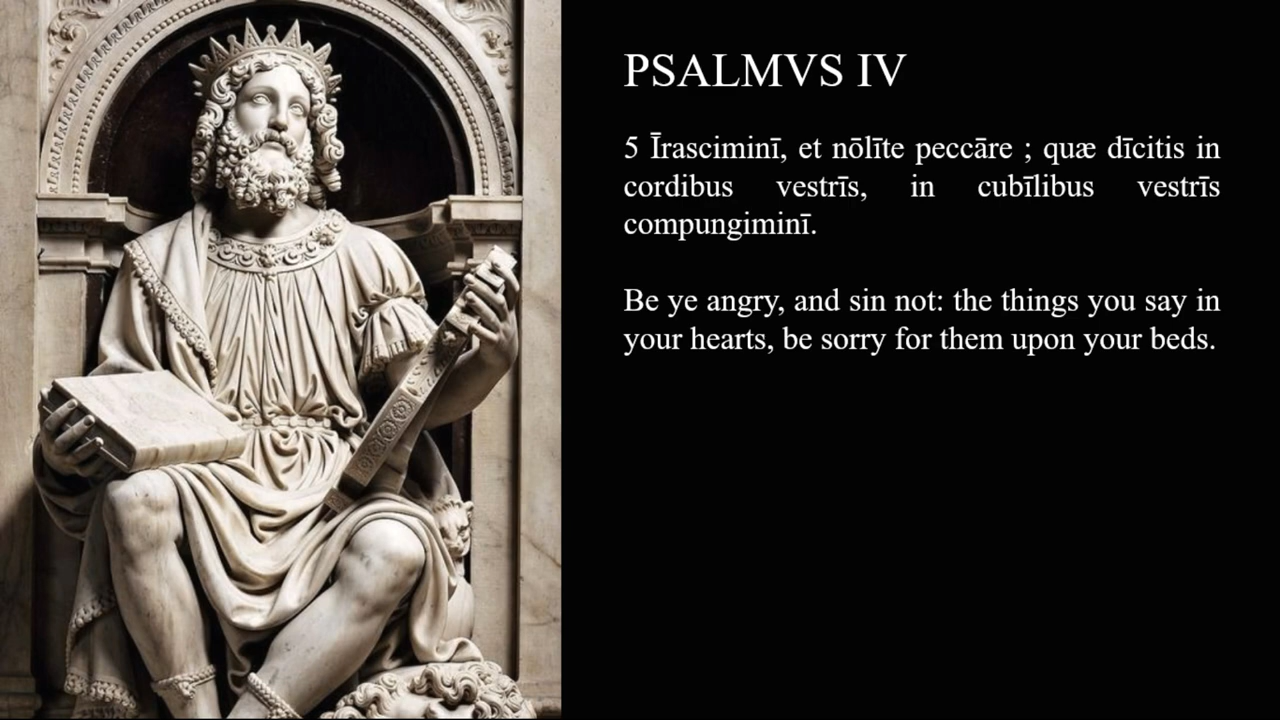 PSALMVS IV
5 Īrasciminī, et nōlīte peccāre ; quæ dīcitis in
cordibus vestrīs, in cubīlibus vestrīs
compungiminī.
Be ye angry, and sin not: the things you say in
your hearts, be sorry for them upon your beds.